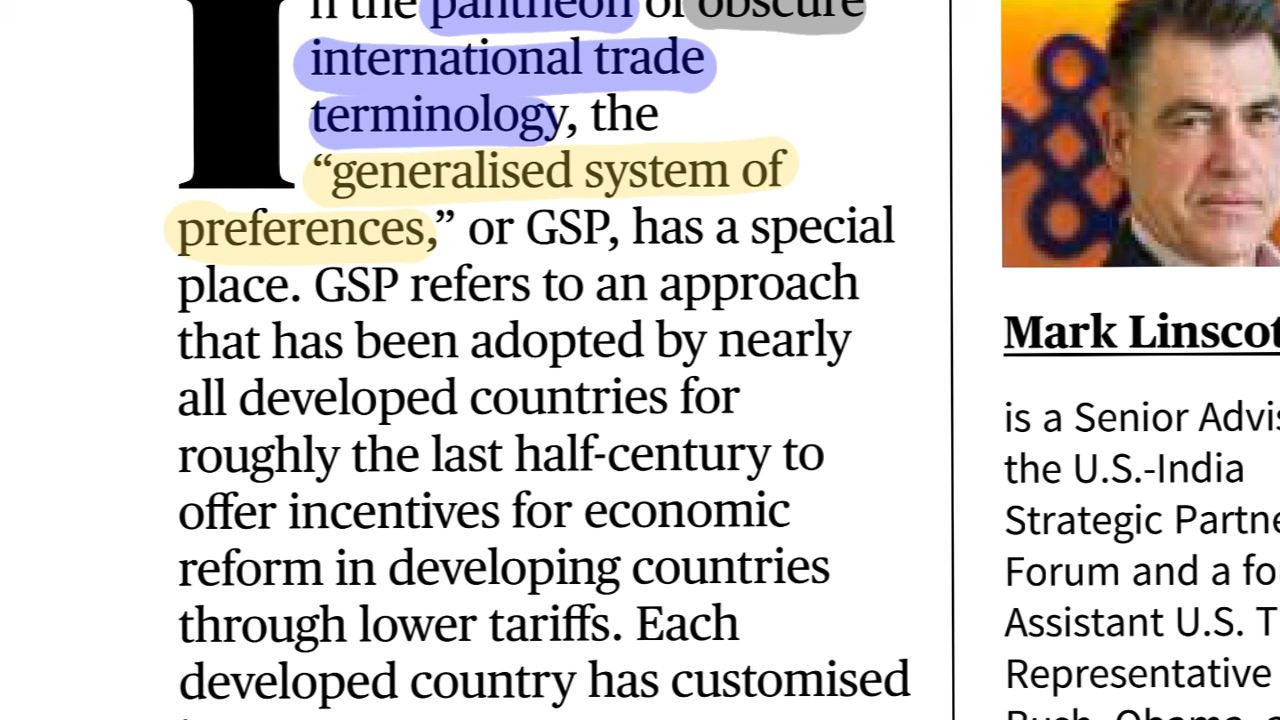 In the pantheon of obscure
international trade
terminology, the
“generalised system of
preferences,” or GSP, has a special
place. GSP refers to an approach
that has been adopted by nearly
all developed countries for
roughly the last half-century to
offer incentives for economic
reform in developing countries
through lower tariffs. Each
developed country has customised
Mark Linscot
is a Senior Advis
the U.S.-India
Strategic Partne
Forum and a fo
Assistant U.S. T
Representative
Bush, Obama,